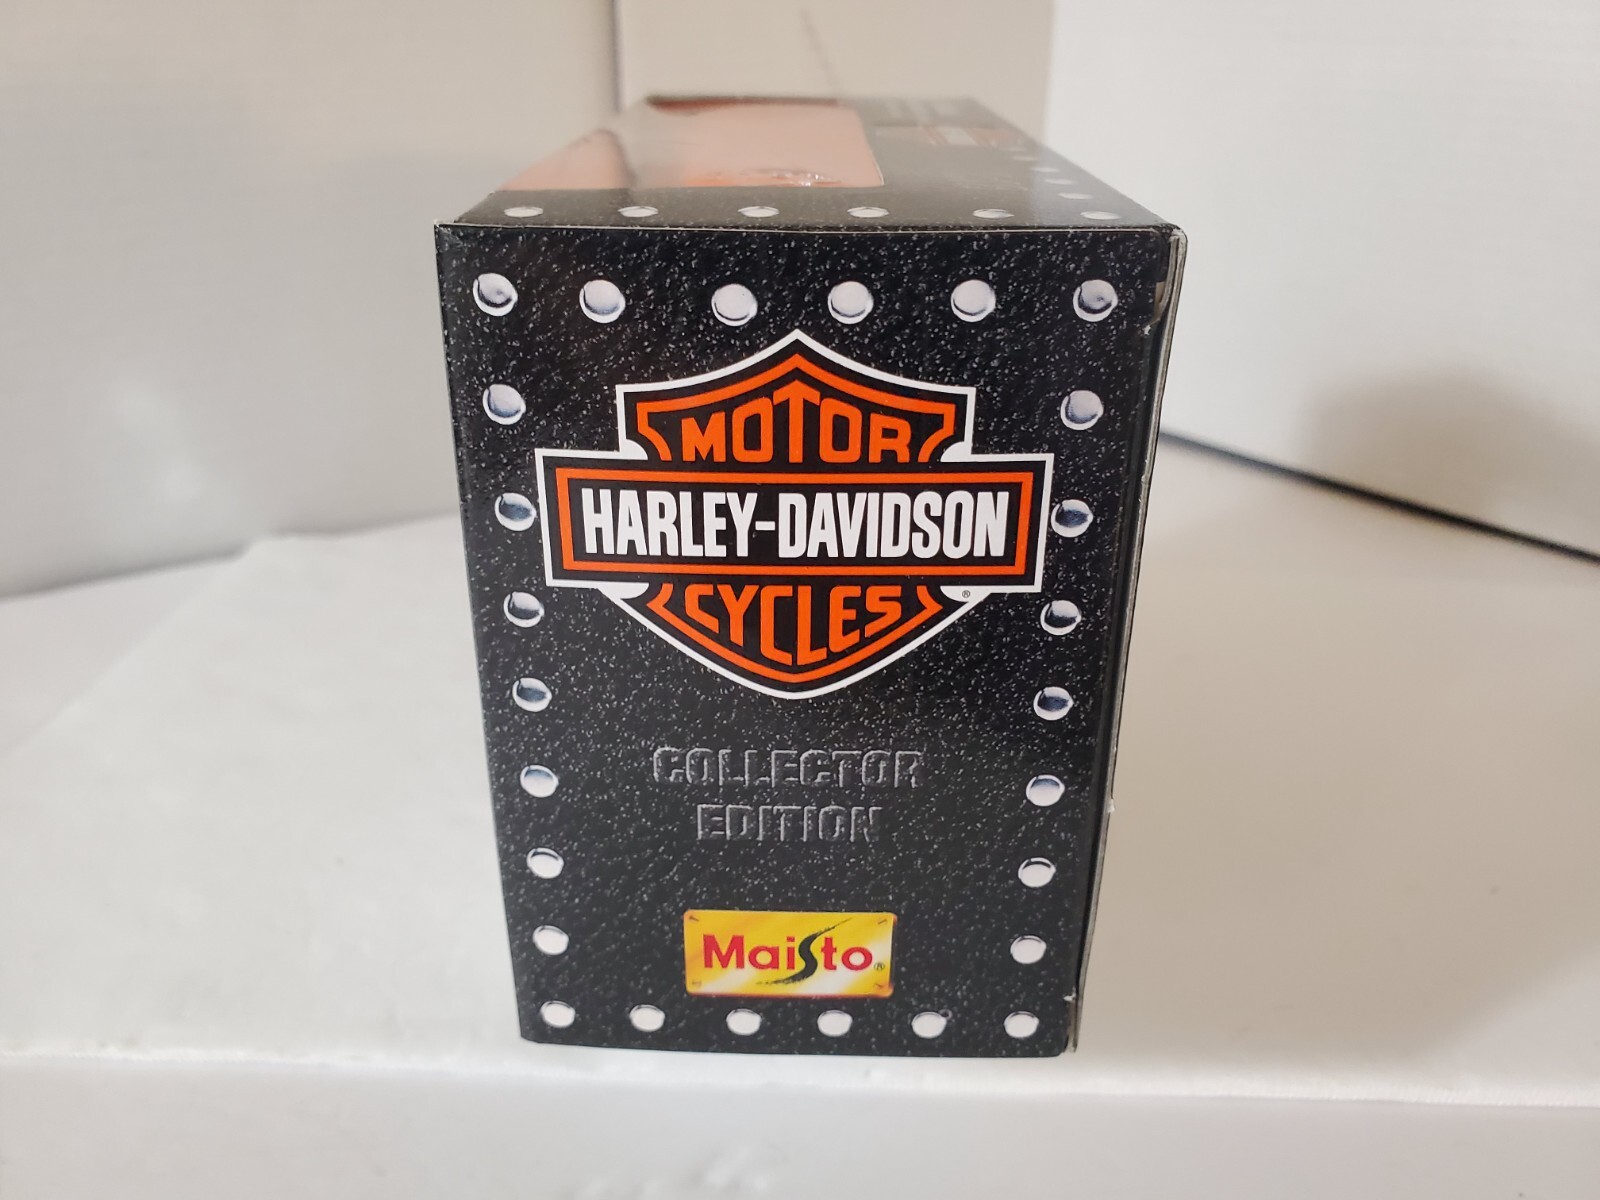 MOTOR
HARLEY-DAVIDSON
CYCLES ®
COLLECTOR
EDITION
Maisto ®